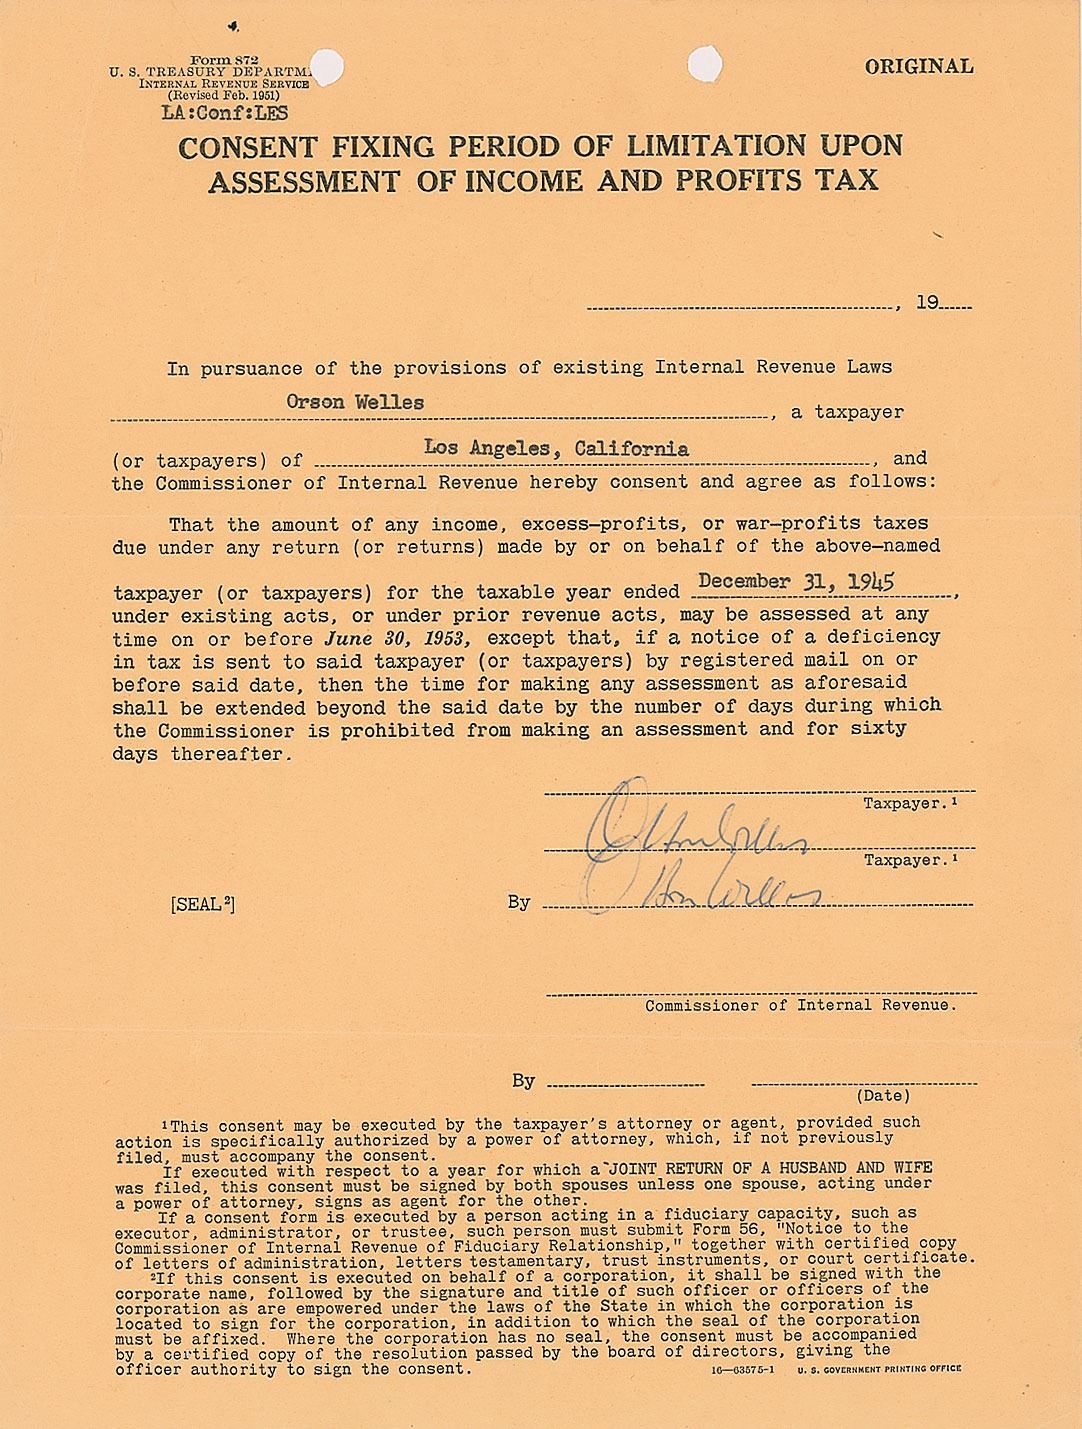 Form 872
U. S. TREASURY DEPARTM
INTERNAL REVENUE SERVICE
(Revised Feb. 1951)
LA:Conf:LES
ORIGINAL
CONSENT FIXING PERIOD OF LIMITATION UPON
ASSESSMENT OF INCOME AND PROFITS TAX
, 19
In pursuance of the provisions of existing Internal Revenue Laws
Orson Welles , a taxpayer
(or taxpayers) of Los Angeles, California , and
the Commissioner of Internal Revenue hereby consent and agree as follows:
That the amount of any income, excess-profits, or war-profits taxes
due under any return (or returns) made by or on behalf of the above-named
taxpayer (or taxpayers) for the taxable year ended December 31, 1945 ,
under existing acts, or under prior revenue acts, may be assessed at any
time on or before June 30, 1953, except that, if a notice of a deficiency
in tax is sent to said taxpayer (or taxpayers) by registered mail on or
before said date, then the time for making any assessment as aforesaid
shall be extended beyond the said date by the number of days during which
the Commissioner is prohibited from making an assessment and for sixty
days thereafter.
Taxpayer.¹
Orson Welles
Taxpayer.¹
[SEAL²] By Orson Welles
Commissioner of Internal Revenue.
By
(Date)
¹This consent may be executed by the taxpayer's attorney or agent, provided such
action is specifically authorized by a power of attorney, which, if not previously
filed, must accompany the consent.
If executed with respect to a year for which a JOINT RETURN OF A HUSBAND AND WIFE
was filed, this consent must be signed by both spouses unless one spouse, acting under
a power of attorney, signs as agent for the other.
If a consent form is executed by a person acting in a fiduciary capacity, such as
executor, administrator, or trustee, such person must submit Form 56, "Notice to the
Commissioner of Internal Revenue of Fiduciary Relationship," together with certified copy
of letters of administration, letters testamentary, trust instruments, or court certificate.
²If this consent is executed on behalf of a corporation, it shall be signed with the
corporate name, followed by the signature and title of such officer or officers of the
corporation as are empowered under the laws of the State in which the corporation is
located to sign for the corporation, in addition to which the seal of the corporation
must be affixed. Where the corporation has no seal, the consent must be accompanied
by a certified copy of the resolution passed by the board of directors, giving the
officer authority to sign the consent.
16—63575-1 U. S. GOVERNMENT PRINTING OFFICE